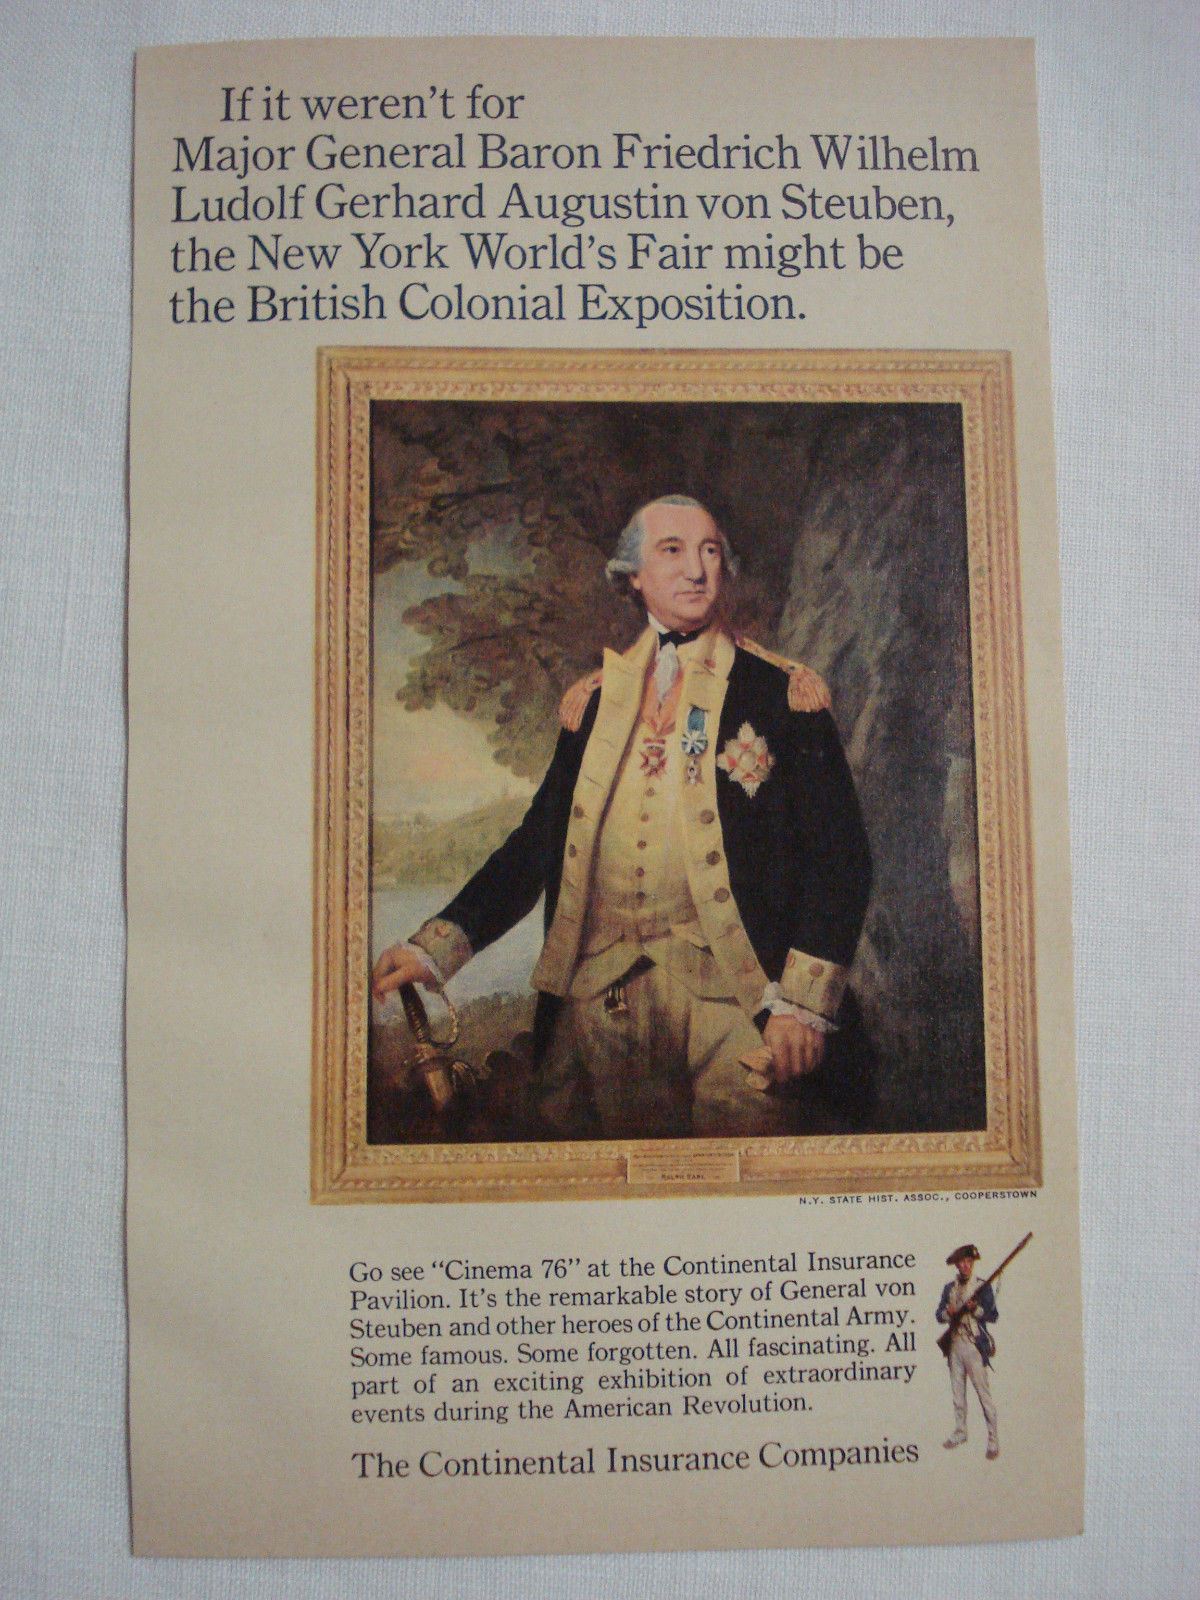 If it weren't for
Major General Baron Friedrich Wilhelm
Ludolf Gerhard Augustin von Steuben,
the New York World's Fair might be
the British Colonial Exposition.
RALPH EARL
N.Y. STATE HIST. ASSOC., COOPERSTOWN
Go see “Cinema 76” at the Continental Insurance
Pavilion. It's the remarkable story of General von
Steuben and other heroes of the Continental Army.
Some famous. Some forgotten. All fascinating. All
part of an exciting exhibition of extraordinary
events during the American Revolution.
The Continental Insurance Companies